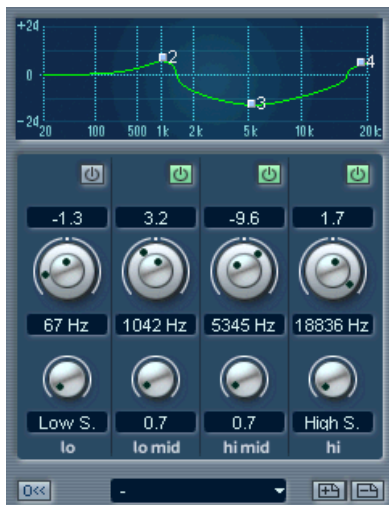 +24
2
4
0
3
-24
20 100 500 1k 2k 5k 10k 20k
-1.3 3.2 -9.6 1.7
67 Hz 1042 Hz 5345 Hz 18836 Hz
Low S. 0.7 0.7 High S.
lo lo mid hi mid hi
0<< -